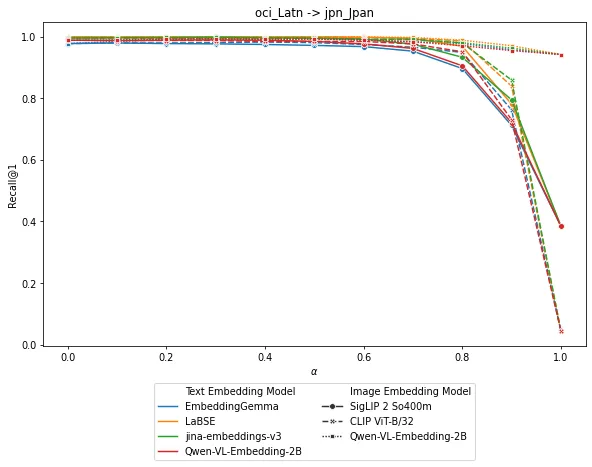 oci_Latn -> jpn_Jpan
Recall@1
1.0
0.8
0.6
0.4
0.2
0.0
0.0 0.2 0.4 0.6 0.8 1.0
α
Text Embedding Model Image Embedding Model
EmbeddingGemma SigLIP 2 So400m
LaBSE CLIP ViT-B/32
jina-embeddings-v3 Qwen-VL-Embedding-2B
Qwen-VL-Embedding-2B